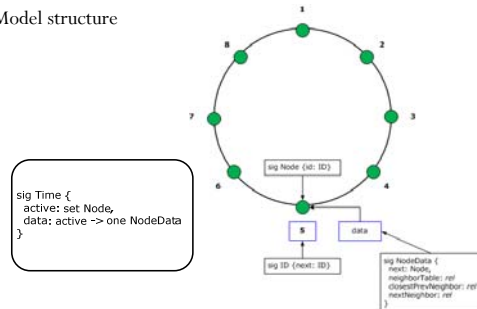 Model structure
1
8
2
7
3
sig Node {id: ID}
6
4
sig Time {
active: set Node,
data: active -> one NodeData
}
5
data
sig ID {next: ID}
sig NodeData {
next: Node,
neighborTable: rel
closestPrevNeighbor: rel
nextNeighbor: rel
}